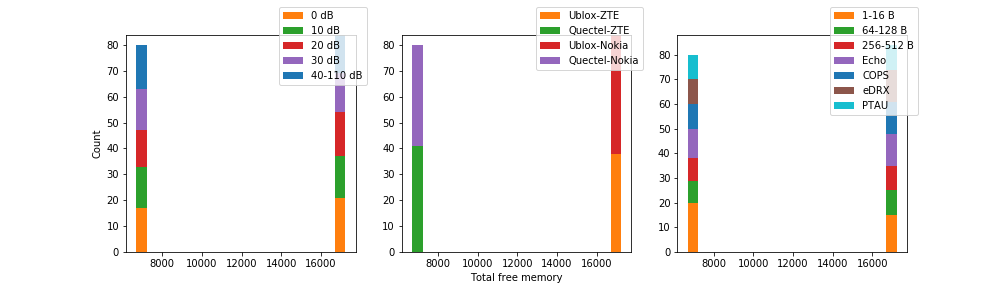 0 dB
10 dB
20 dB
30 dB
40-110 dB
80
70
60
50
40
30
20
10
0
Count
8000 10000 12000 14000 16000
Ublox-ZTE
Quectel-ZTE
Ublox-Nokia
Quectel-Nokia
80
70
60
50
40
30
20
10
0
8000 10000 12000 14000 16000
Total free memory
1-16 B
64-128 B
256-512 B
Echo
COPS
eDRX
PTAU
80
70
60
50
40
30
20
10
0
8000 10000 12000 14000 16000